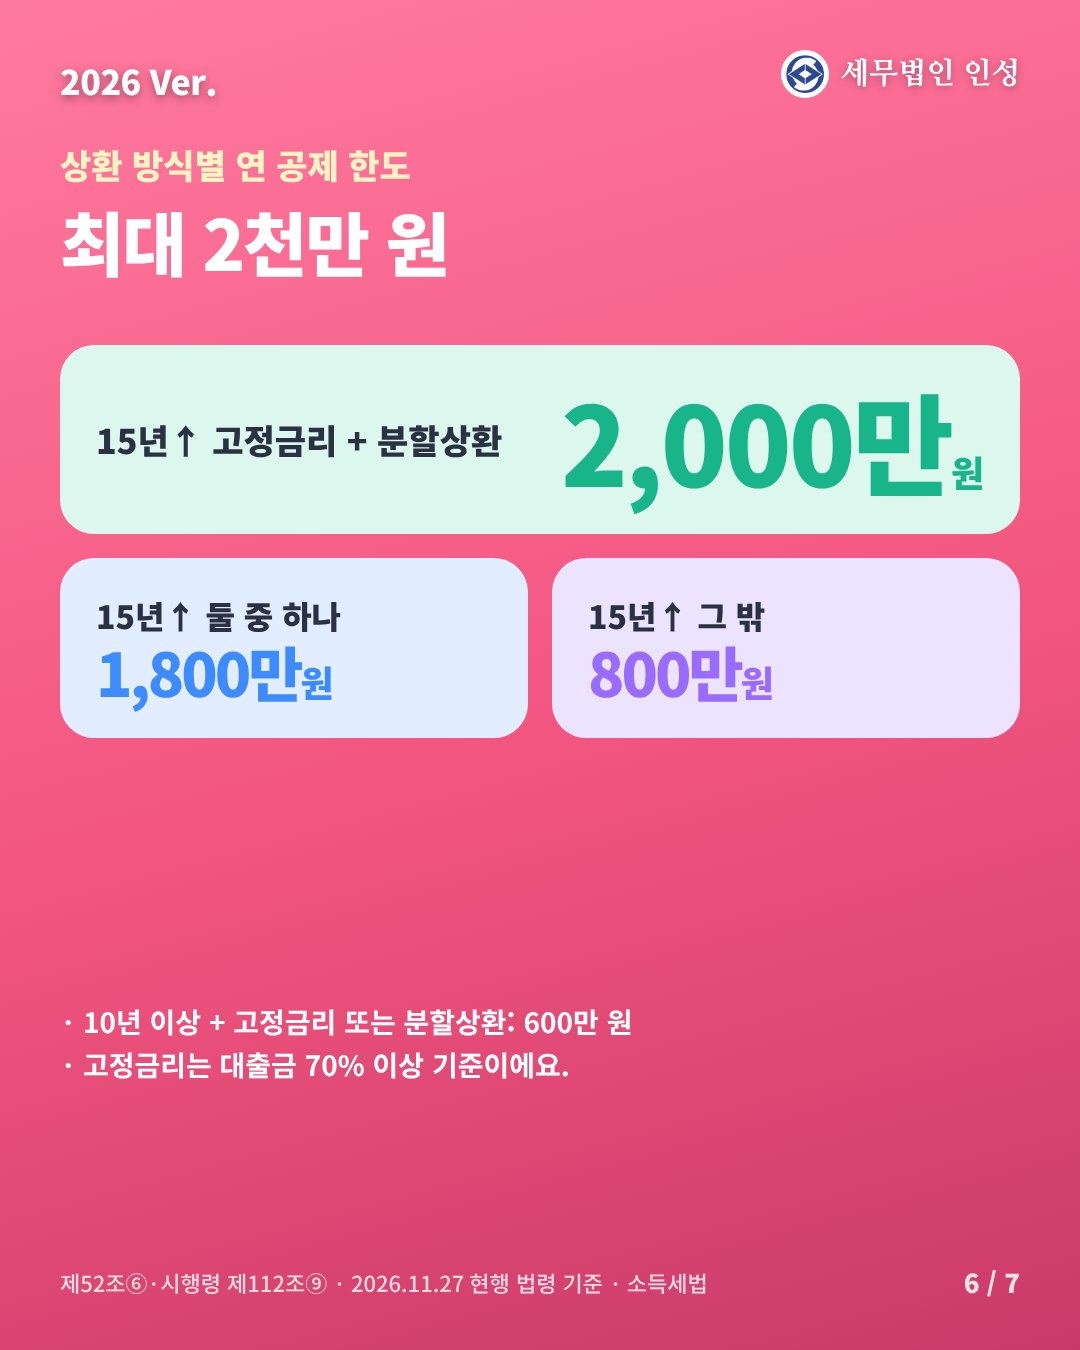 2026 Ver.
세무법인 인성
상환 방식별 연 공제 한도
최대 2천만 원
15년↑ 고정금리 + 분할상환
2,000만원
15년↑ 둘 중 하나
1,800만원
15년↑ 그 밖
800만원
· 10년 이상 + 고정금리 또는 분할상환: 600만 원
· 고정금리는 대출금 70% 이상 기준이에요.
제52조⑥·시행령 제112조⑨ · 2026.11.27 현행 법령 기준 · 소득세법
6 / 7